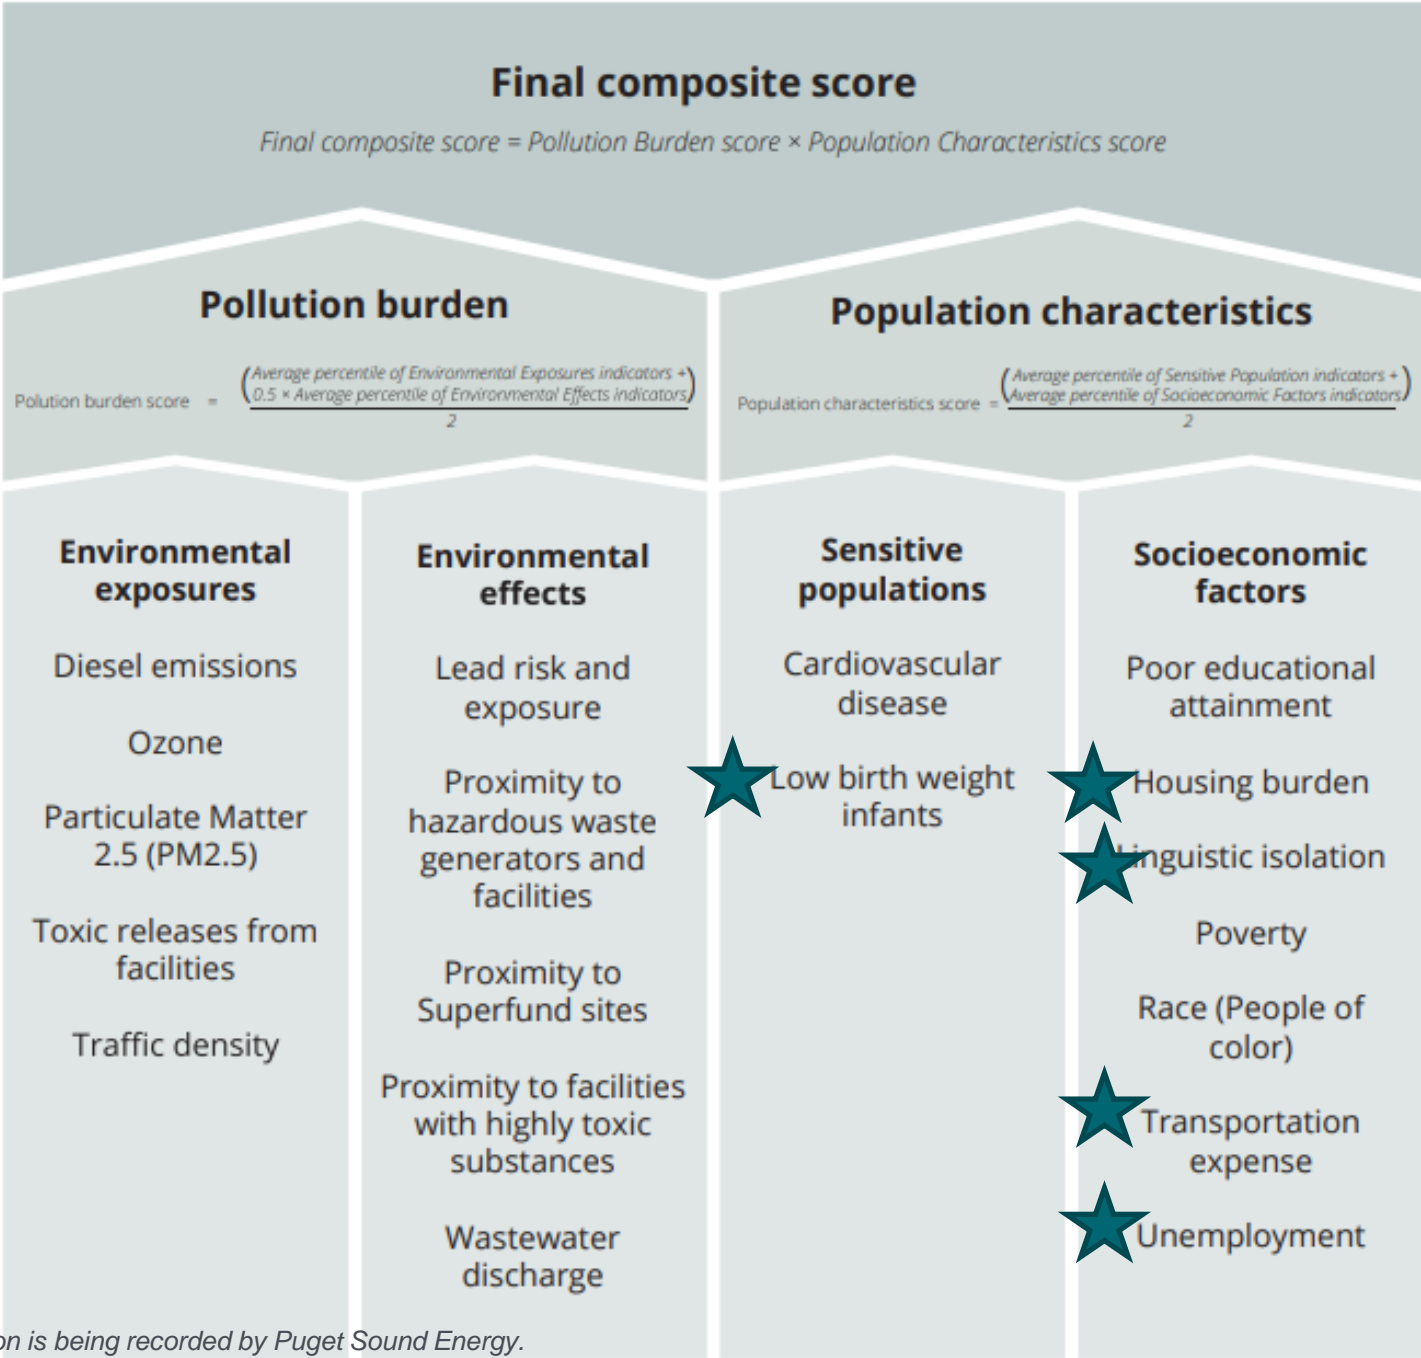 Final composite score
Final composite score = Pollution Burden score × Population Characteristics score
Pollution burden
Polution burden score = (Average percentile of Environmental Exposures indicators +
0.5 × Average percentile of Environmental Effects indicators)
2
Population characteristics
Population characteristics score = (Average percentile of Sensitive Population indicators +
Average percentile of Socioeconomic Factors indicators)
2
Environmental
exposures
Diesel emissions
Ozone
Particulate Matter
2.5 (PM2.5)
Toxic releases from
facilities
Traffic density
Environmental
effects
Lead risk and
exposure
Proximity to
hazardous waste
generators and
facilities
Proximity to
Superfund sites
Proximity to facilities
with highly toxic
substances
Wastewater
discharge
Sensitive
populations
Cardiovascular
disease
Low birth weight
infants
Socioeconomic
factors
Poor educational
attainment
Housing burden
Linguistic isolation
Poverty
Race (People of
color)
Transportation
expense
Unemployment
on is being recorded by Puget Sound Energy.